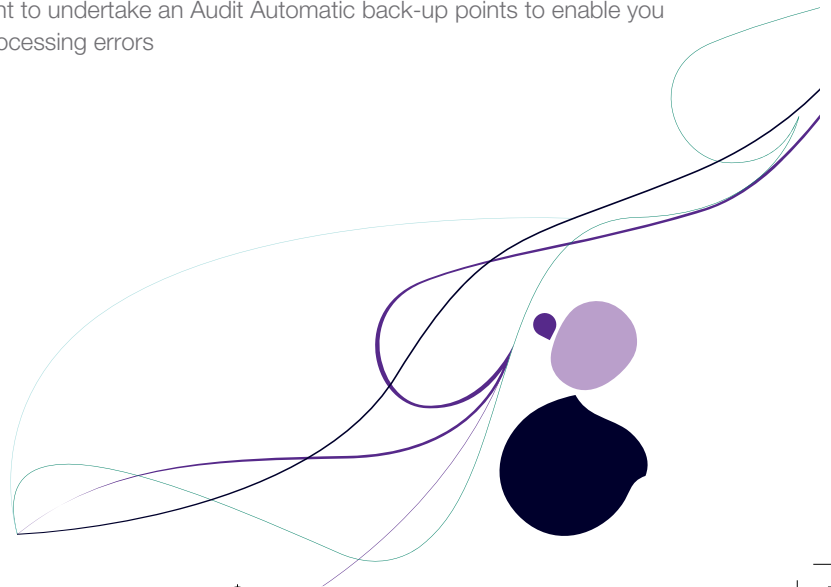 nt to undertake an Audit Automatic back-up points to enable you
ocessing errors